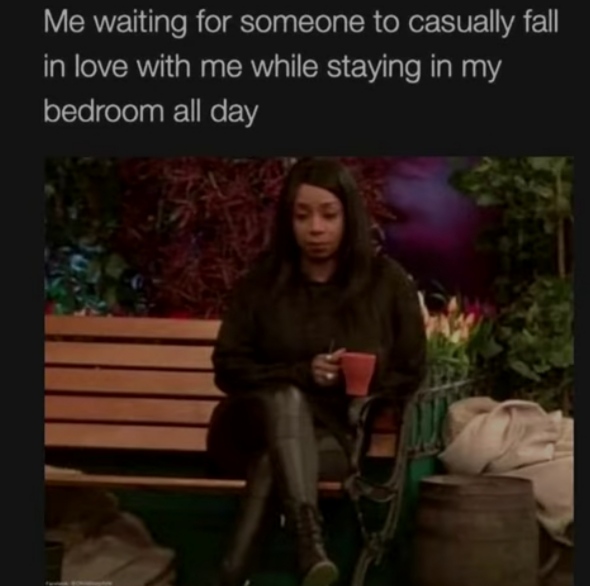 Me waiting for someone to casually fall
in love with me while staying in my
bedroom all day